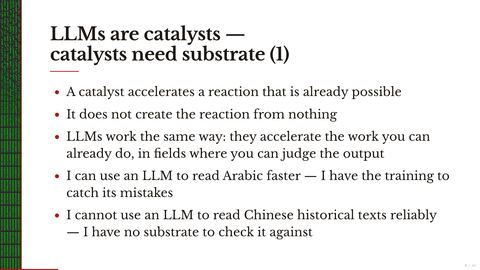 LLMs are catalysts —
catalysts need substrate (1)
• A catalyst accelerates a reaction that is already possible
• It does not create the reaction from nothing
• LLMs work the same way: they accelerate the work you can
already do, in fields where you can judge the output
• I can use an LLM to read Arabic faster — I have the training to
catch its mistakes
• I cannot use an LLM to read Chinese historical texts reliably
— I have no substrate to check it against